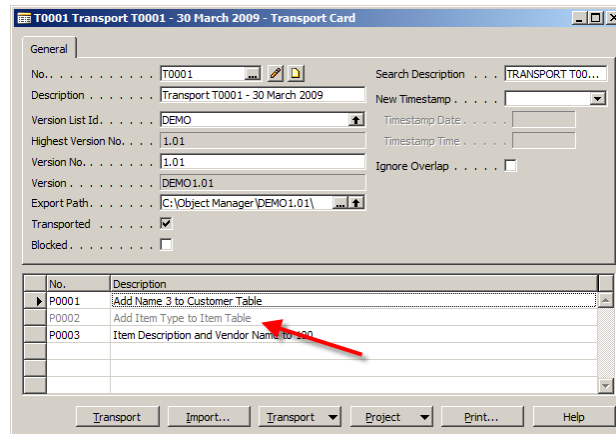 T0001 Transport T0001 - 30 March 2009 - Transport Card
General
No. . . . . . . . . . . . T0001 ... Search Description . . . TRANSPORT T00...
Description . . . . . . . Transport T0001 - 30 March 2009 New Timestamp . . . . .
Version List Id. . . . . . DEMO Timestamp Date . . . .
Highest Version No. . . . 1.01 Timestamp Time . . . . .
Version No. . . . . . . . 1.01 Ignore Overlap . . . . .
Version . . . . . . . . . DEMO1.01
Export Path. . . . . . . . C:\Object Manager\DEMO1.01\ ...
Transported . . . . . . .
Blocked . . . . . . . . .
No. Description
P0001 Add Name 3 to Customer Table
P0002 Add Item Type to Item Table
P0003 Item Description and Vendor Name to 100
Transport Import... Transport Project Print... Help